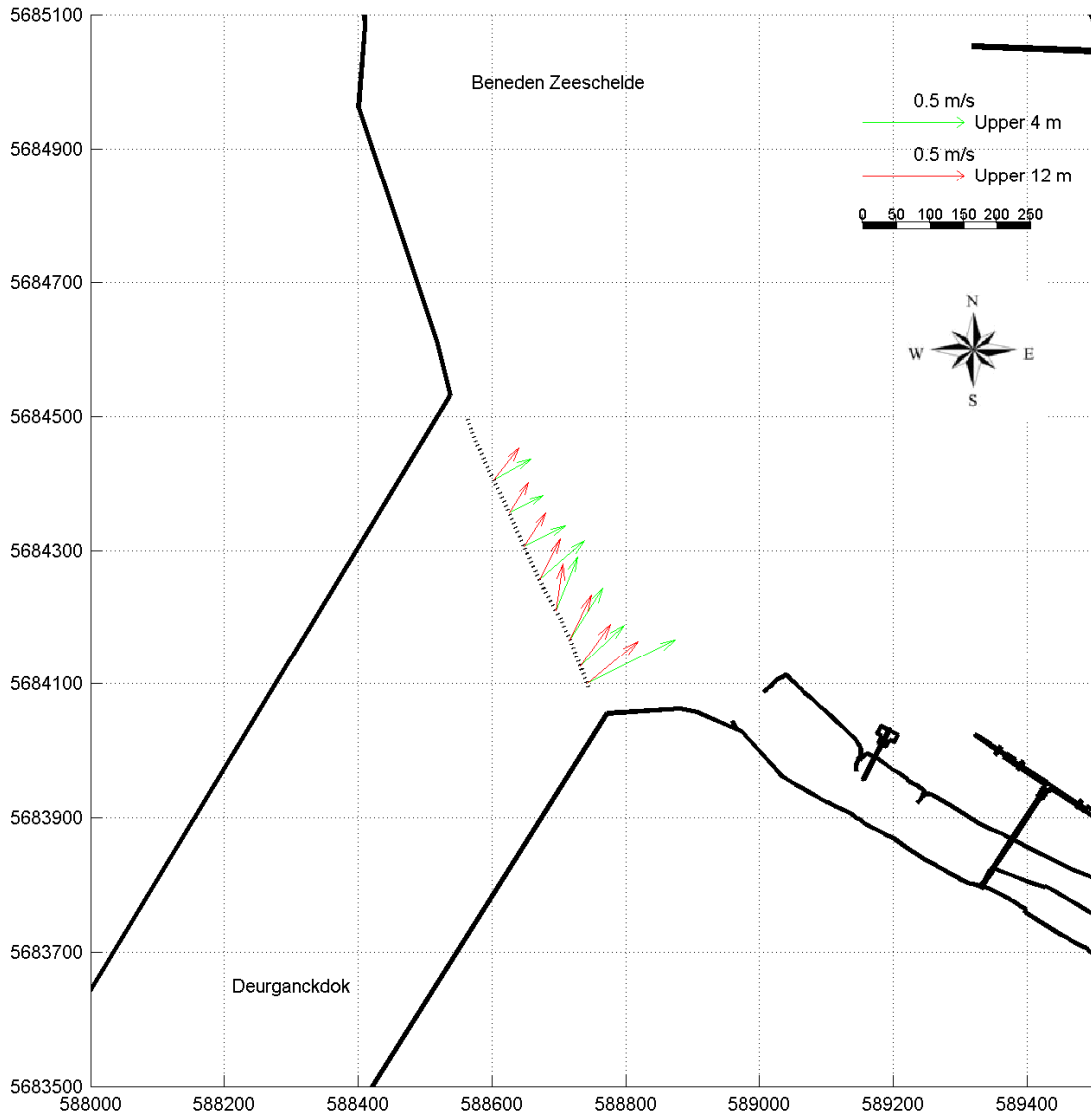 5685100
Beneden Zeeschelde
0.5 m/s
Upper 4 m
5684900
0.5 m/s
Upper 12 m
0 50 100 150 200 250
5684700
N
W E
S
5684500
5684300
5684100
5683900
5683700
Deurganckdok
5683500
588000 588200 588400 588600 588800 589000 589200 589400